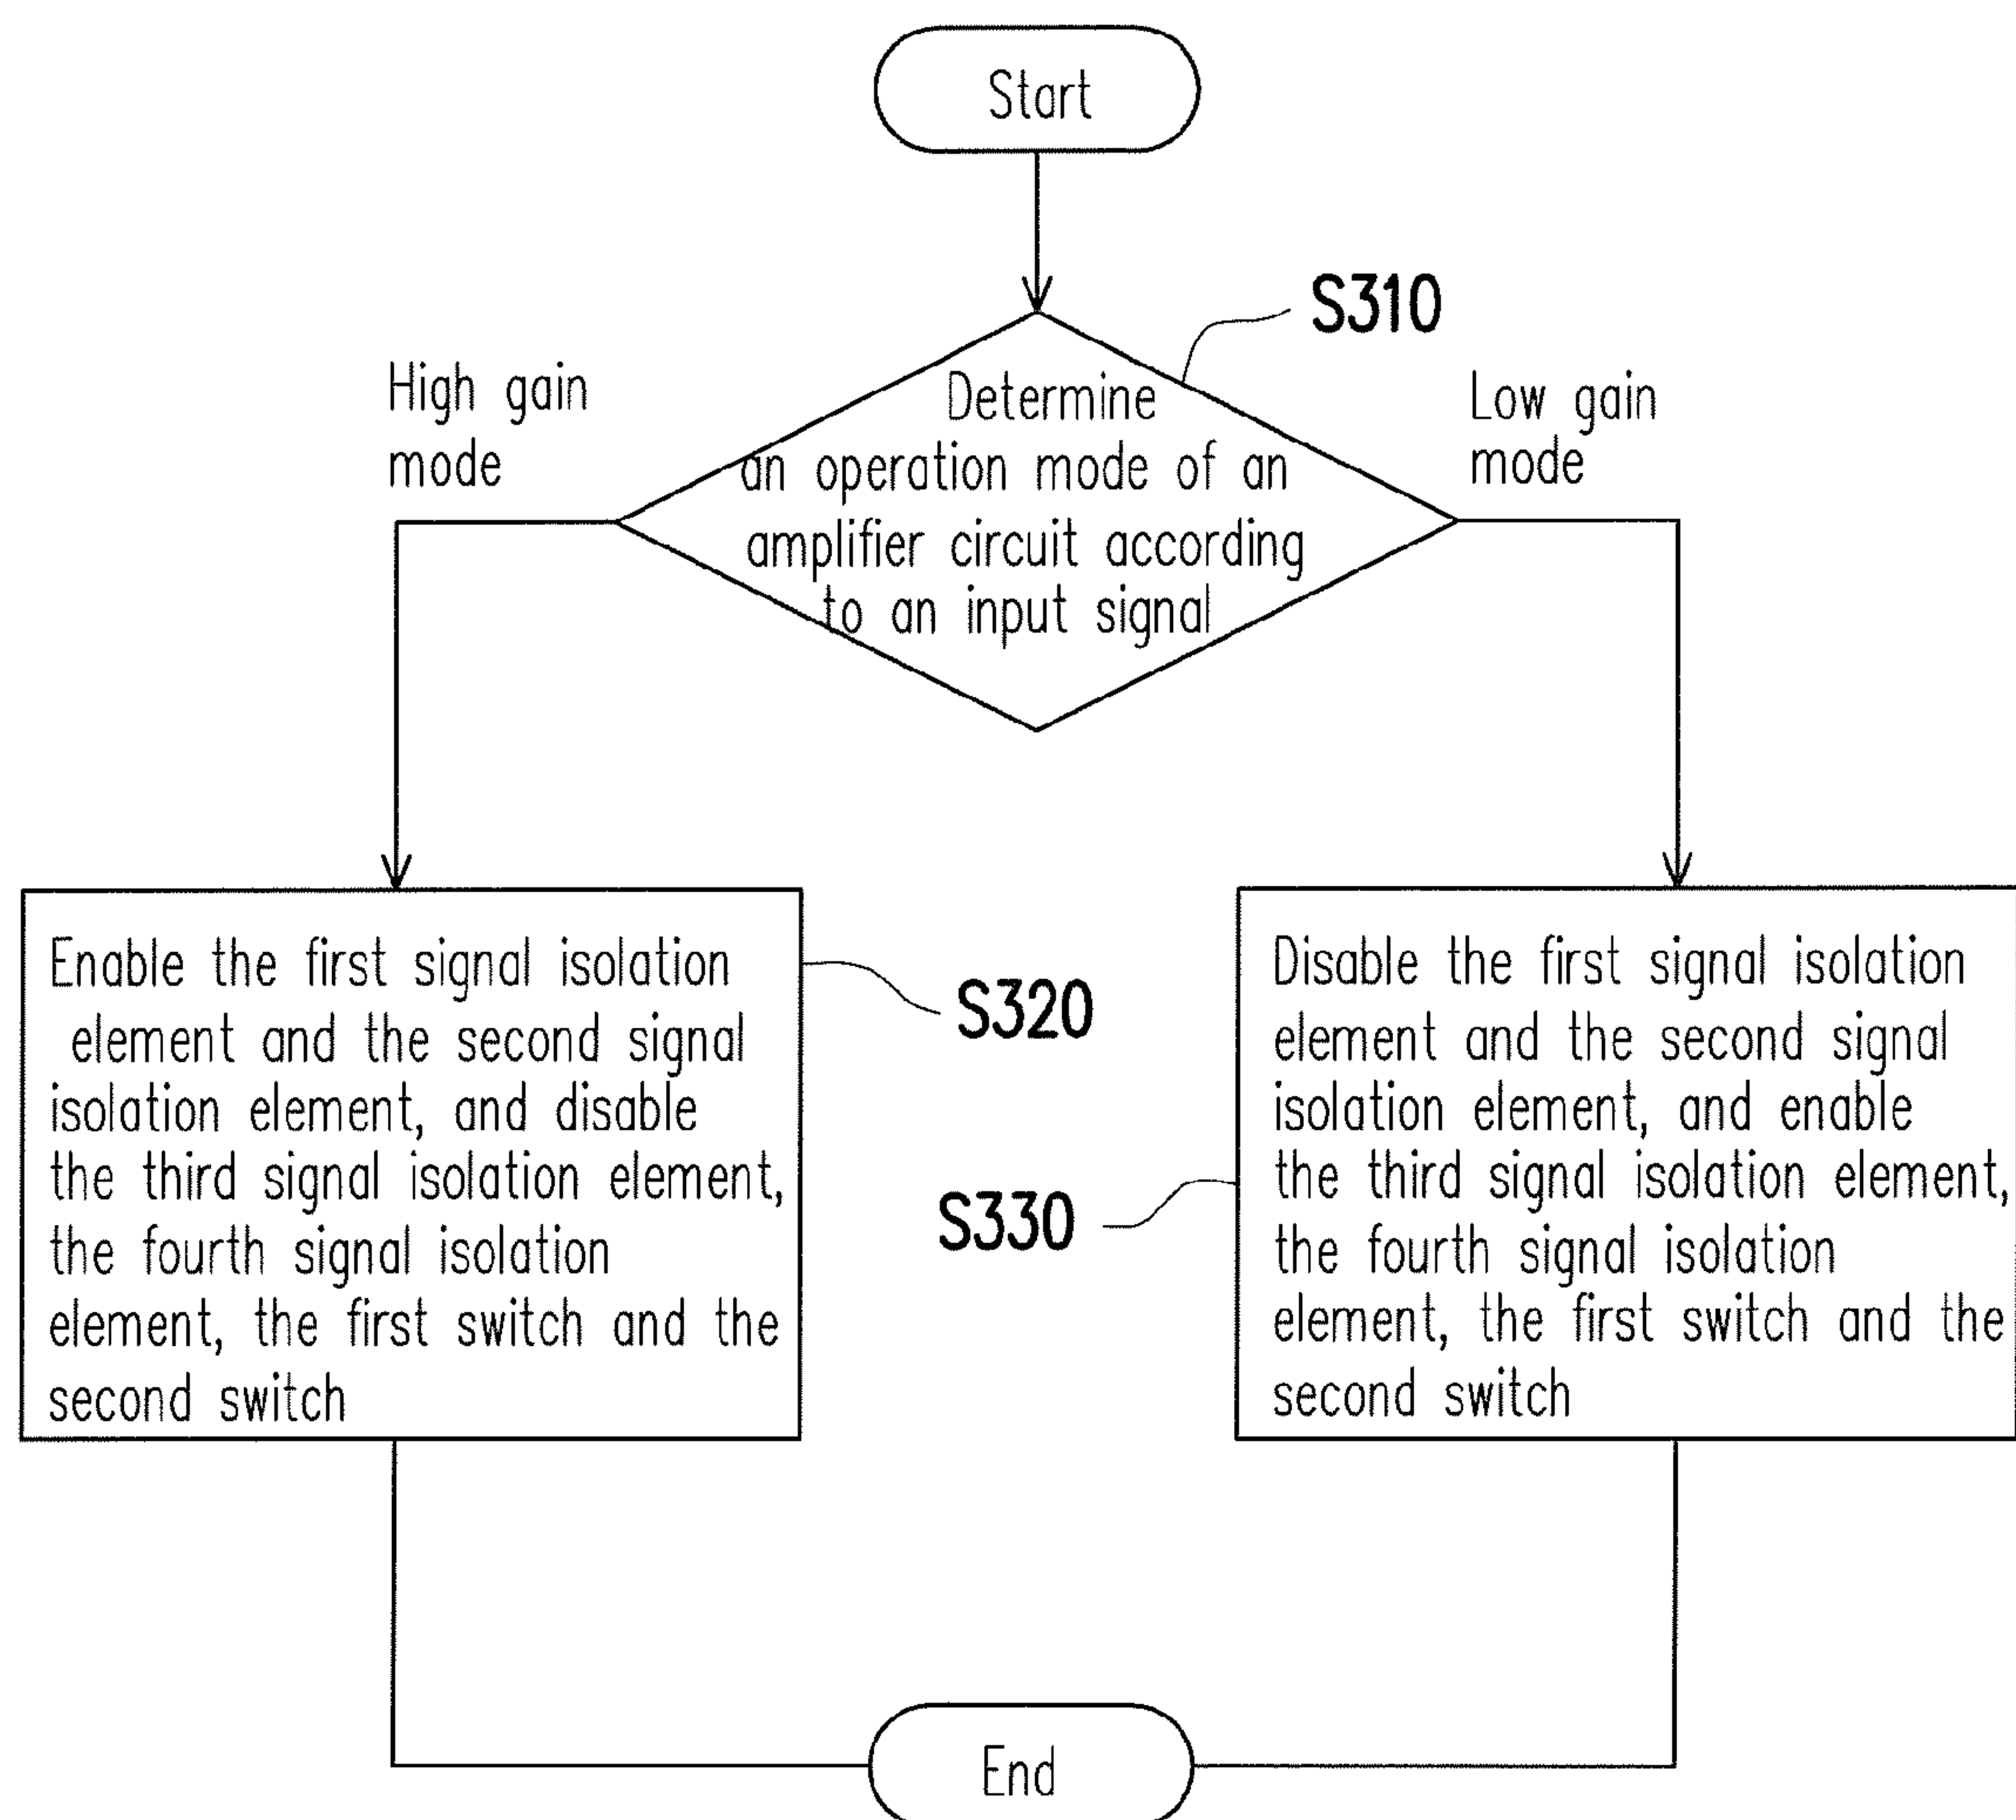 Start
S310
High gain
mode
Determine
an operation mode of an
amplifier circuit according
to an input signal
Low gain
mode
Enable the first signal isolation
element and the second signal
isolation element, and disable
the third signal isolation element,
the fourth signal isolation
element, the first switch and the
second switch
S320
S330
Disable the first signal isolation
element and the second signal
isolation element, and enable
the third signal isolation element,
the fourth signal isolation
element, the first switch and the
second switch
End